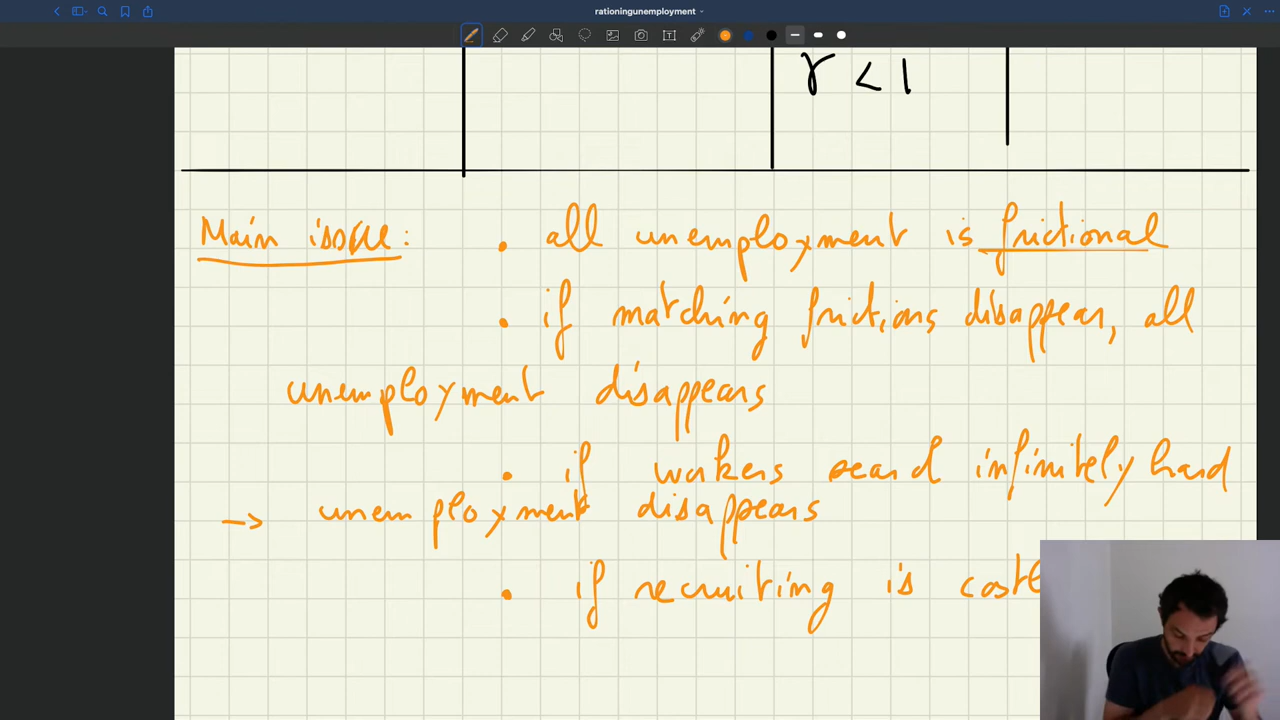 rationingunemployment
γ < 1
Main issue: • all unemployment is frictional
• if matching frictions disappear, all
unemployment disappears
• if workers search infinitely hard
→ unemployment disappears
• if recruiting is